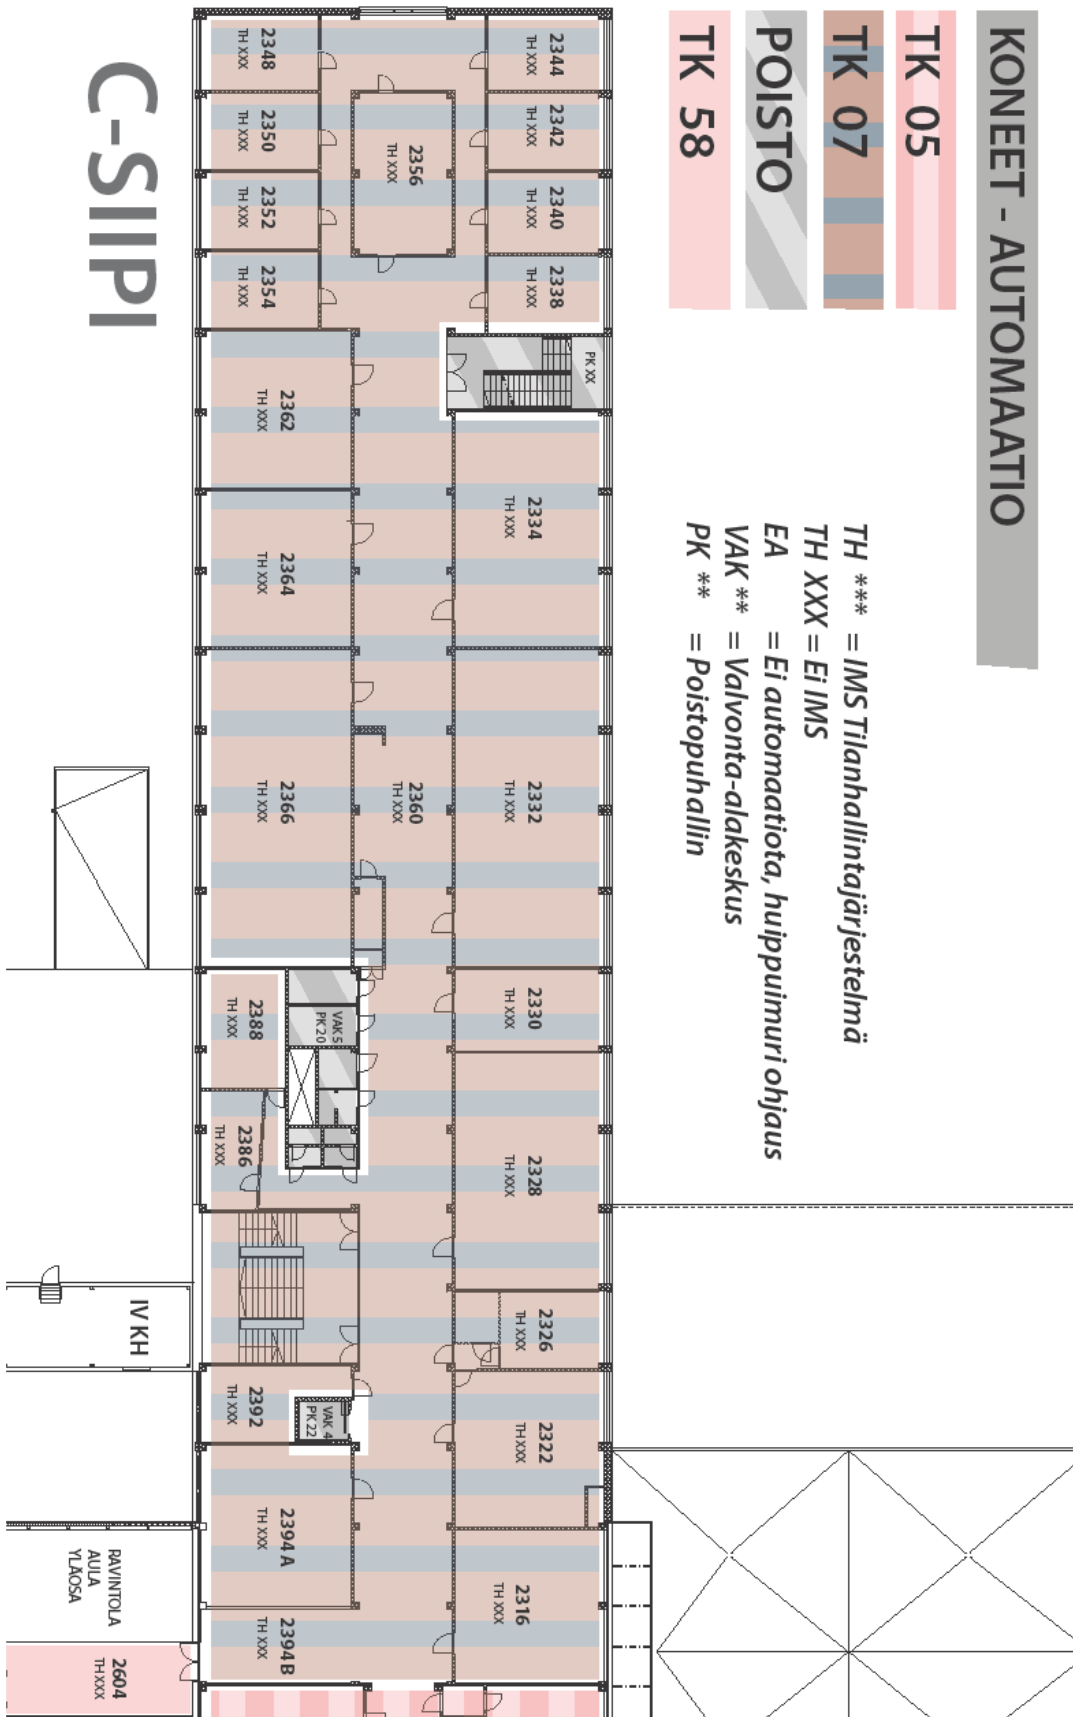 KONEET - AUTOMAATIO
TK 05
TK 07
POISTO
TK 58
TH *** = IMS Tilanhallintajärjestelmä
TH XXX = Ei IMS
EA = Ei automaatiota, huippuimuri ohjaus
VAK ** = Valvonta-alakeskus
PK ** = Poistopuhallin
C-SIIPI
2344
TH XXX
2342
TH XXX
2340
TH XXX
2338
TH XXX
PK XX
2334
TH XXX
2332
TH XXX
2330
TH XXX
2328
TH XXX
2326
TH XXX
2322
TH XXX
2316
TH XXX
2356
TH XXX
2360
TH XXX
2348
TH XXX
2350
TH XXX
2352
TH XXX
2354
TH XXX
2362
TH XXX
2364
TH XXX
2366
TH XXX
VAK 5
PK 20
2388
TH XXX
2386
TH XXX
VAK 4
PK 22
2392
TH XXX
2394 A
TH XXX
2394 B
TH XXX
IV KH
RAVINTOLA
AULA
YLÄOSA
2604
TH XXX